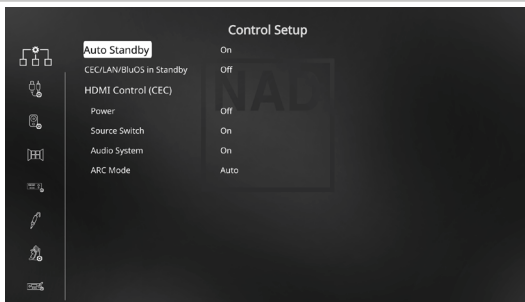 Control Setup
Auto Standby On
CEC/LAN/BluOS in Standby Off
HDMI Control (CEC)
Power Off
Source Switch On
Audio System On
ARC Mode Auto
NAD